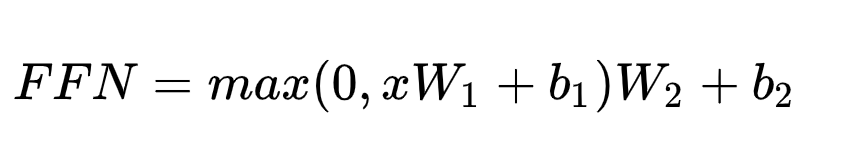 FFN = max(0, xW₁ + b₁)W₂ + b₂